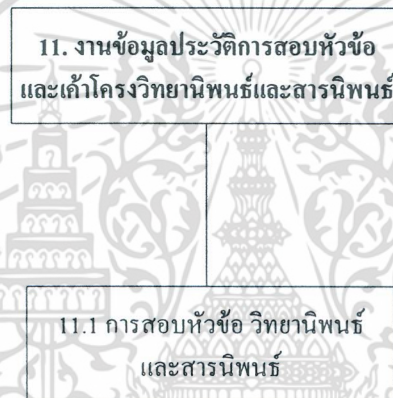 11. งานข้อมูลประวัติการสอบหัวข้อ
และเค้าโครงวิทยานิพนธ์และสารนิพนธ์
11.1 การสอบหัวข้อ วิทยานิพนธ์
และสารนิพนธ์